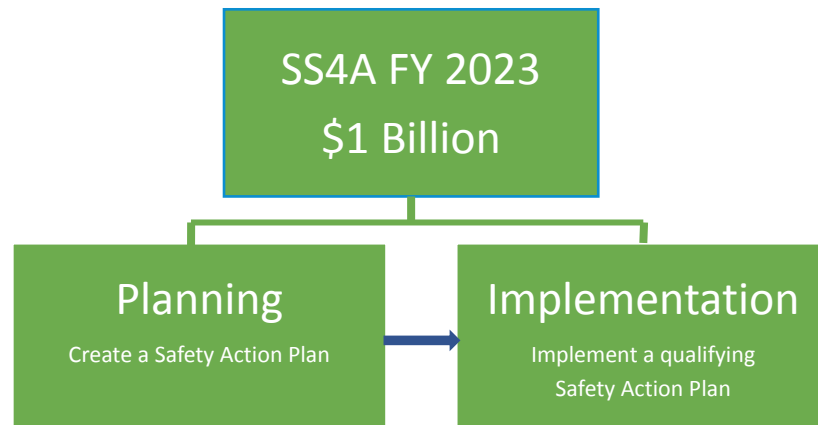 SS4A FY 2023
$1 Billion
Planning
Create a Safety Action Plan
Implementation
Implement a qualifying
Safety Action Plan